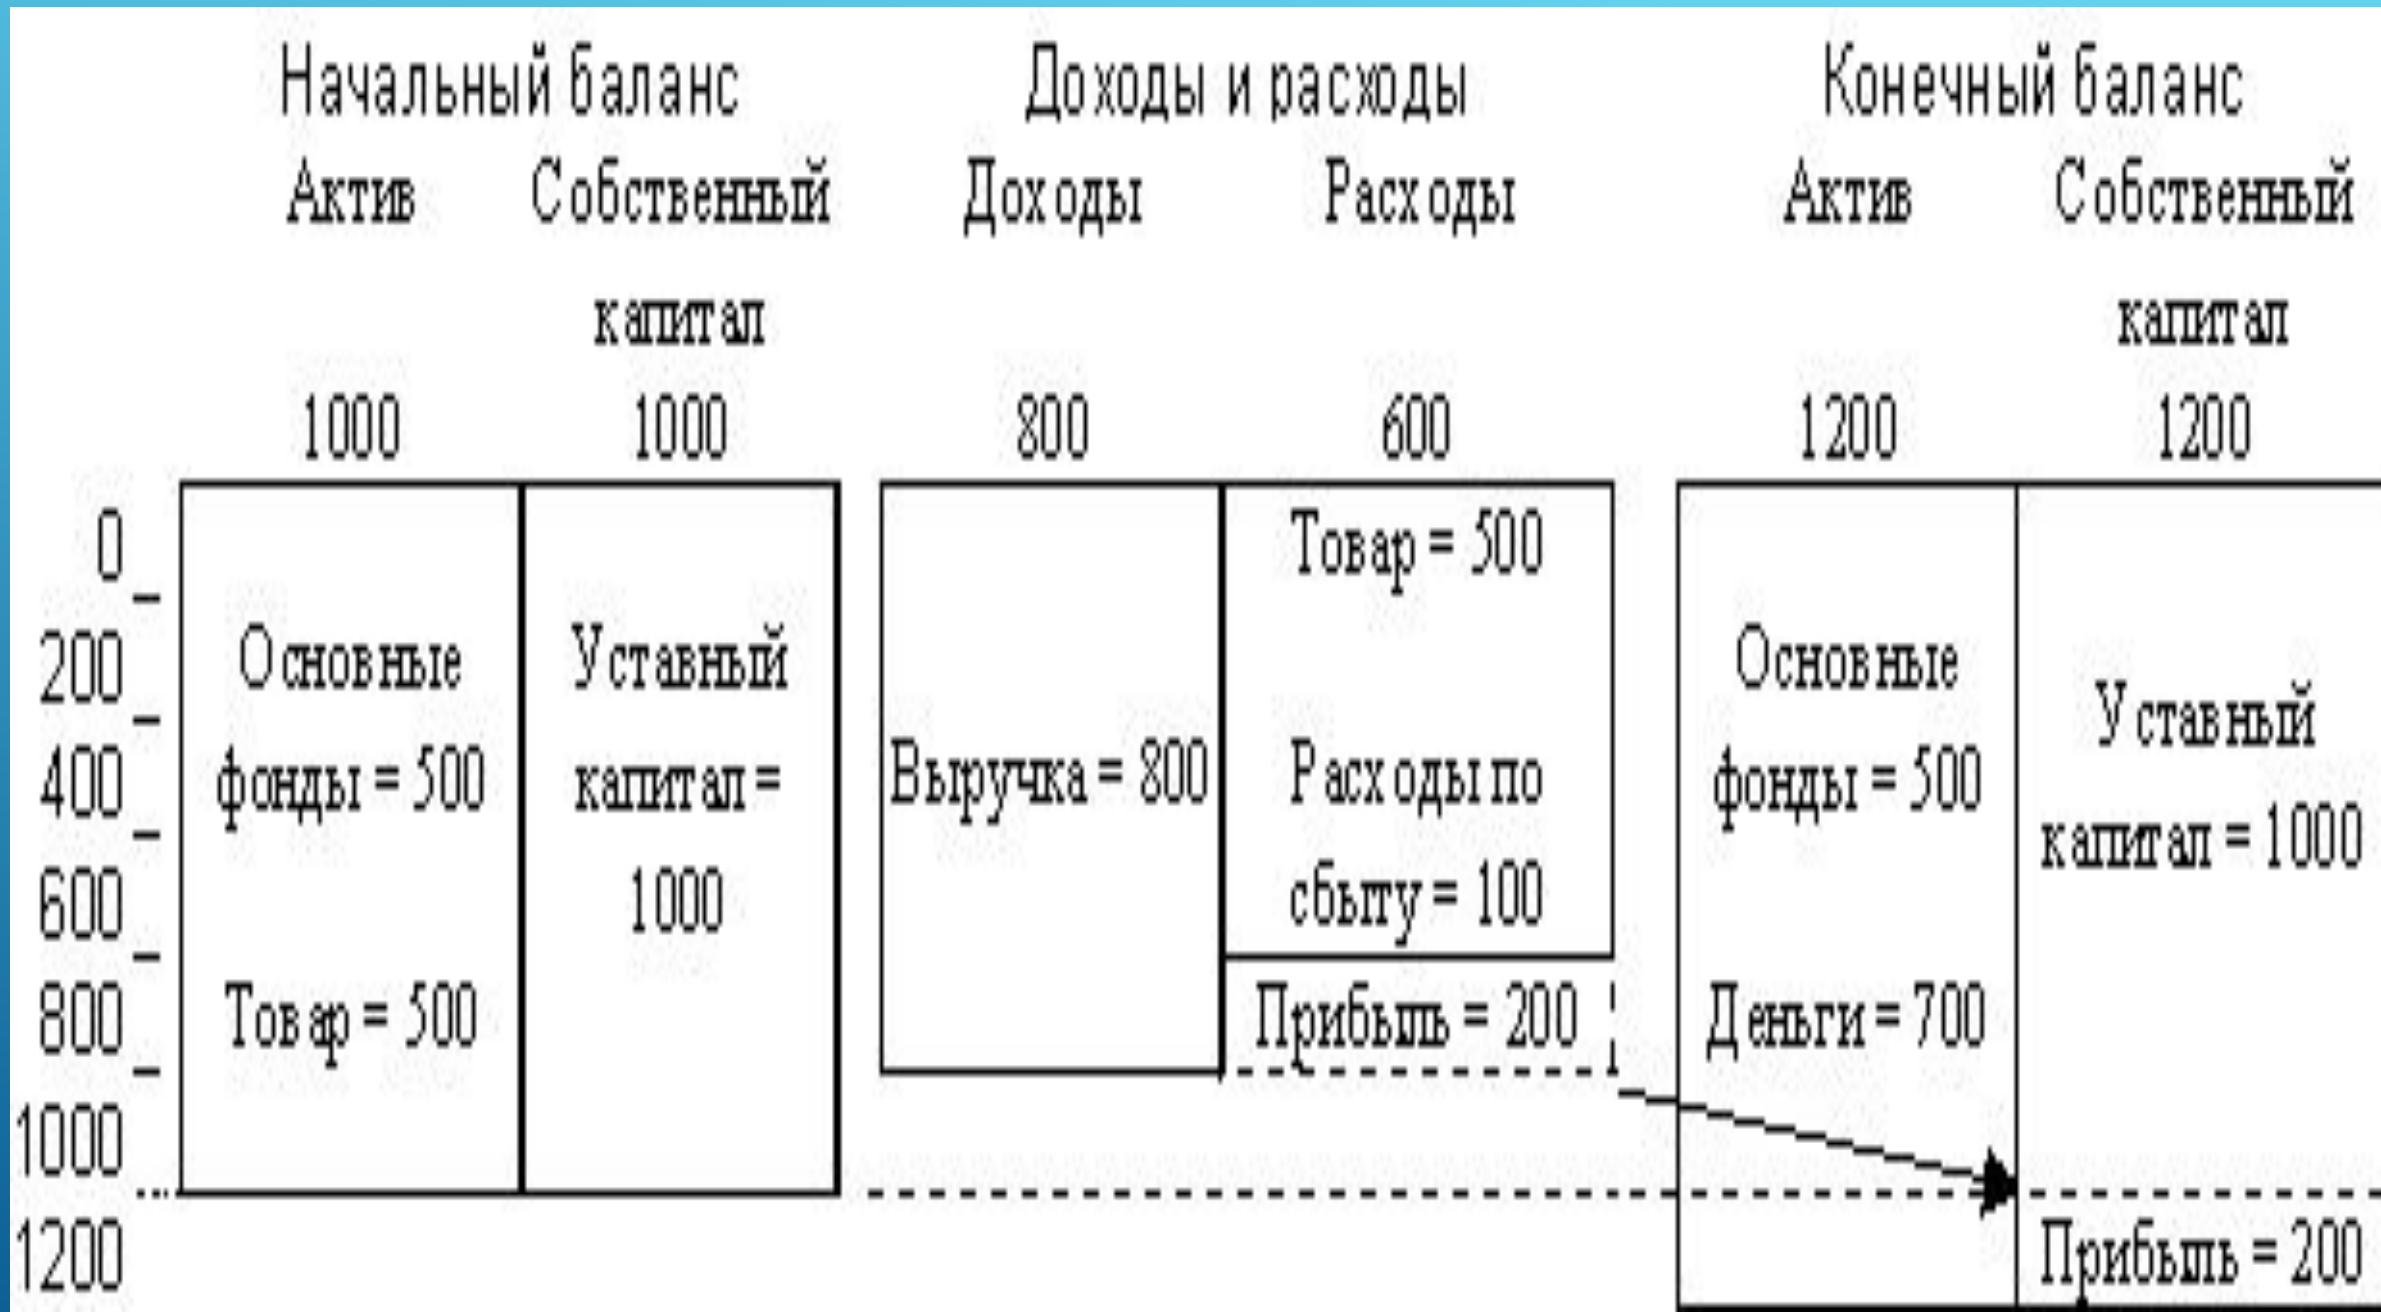 Начальный баланс
Доходы и расходы
Конечный баланс
Актив
Собственный
капитал
Доходы
Расходы
Актив
Собственный
капитал
1000
1000
800
600
1200
1200
0
200
400
600
800
1000
1200
Основные
фонды = 500
Товар = 500
Уставный
капитал =
1000
Выручка = 800
Товар = 500
Расходы по
сбыту = 100
Прибыль = 200
Основные
фонды = 500
Деньги = 700
Уставный
капитал = 1000
Прибыль = 200